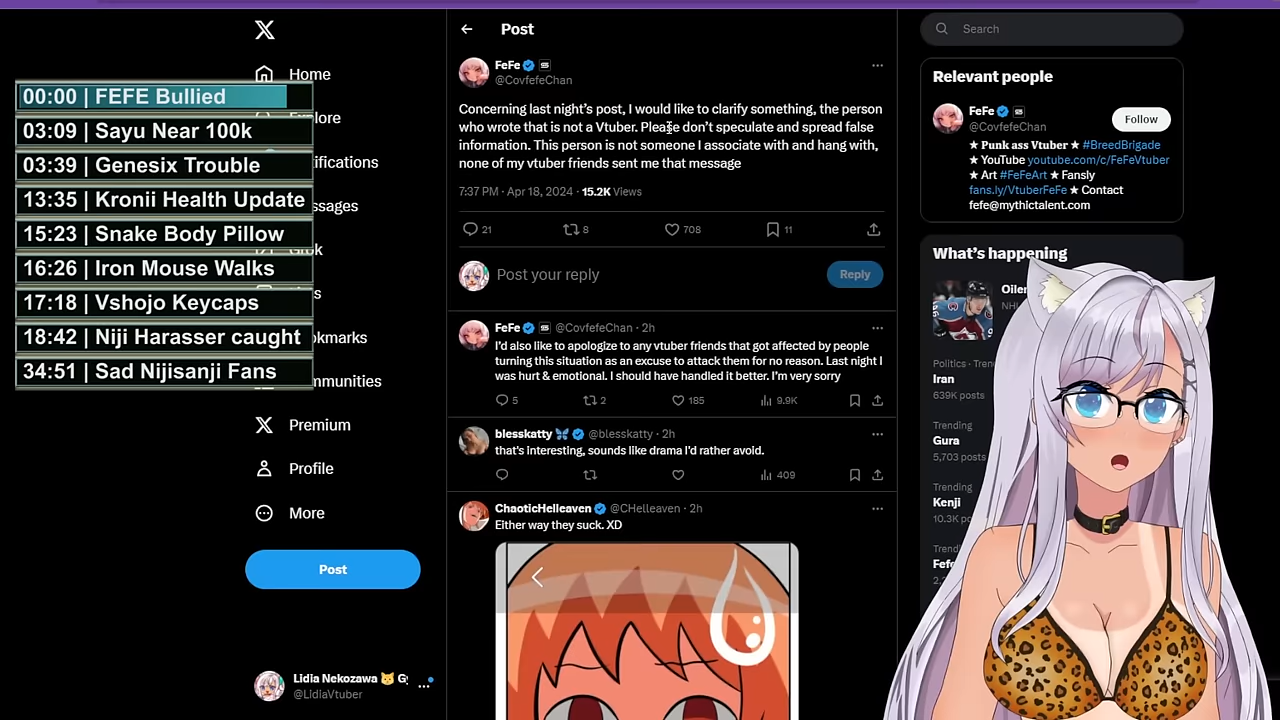 00:00 | FEFE Bullied
03:09 | Sayu Near 100k
03:39 | Genesix Trouble
13:35 | Kronii Health Update
15:23 | Snake Body Pillow
16:26 | Iron Mouse Walks
17:18 | Vshojo Keycaps
18:42 | Niji Harasser caught
34:51 | Sad Nijisanji Fans
Home
Premium
Profile
More
Post
Lidia Nekozawa 🐱
@LidiaVtuber
Post
FeFe
@CovfefeChan
Concerning last night's post, I would like to clarify something, the person
who wrote that is not a Vtuber. Please don't speculate and spread false
information. This person is not someone I associate with and hang with,
none of my vtuber friends sent me that message
7:37 PM · Apr 18, 2024 · 15.2K Views
21 8 708 11
Post your reply
Reply
FeFe @CovfefeChan · 2h
I'd also like to apologize to any vtuber friends that got affected by people
turning this situation as an excuse to attack them for no reason. Last night I
was hurt & emotional. I should have handled it better. I'm very sorry
5 2 185 9.9K
blesskatty 🦋 @blesskatty · 2h
that's interesting, sounds like drama I'd rather avoid.
409
ChaoticHelleaven @CHelleaven · 2h
Either way they suck. XD
Search
Relevant people
FeFe
@CovfefeChan
Follow
★ Punk ass Vtuber ★ #BreedBrigade
★ YouTube youtube.com/c/FeFeVtuber
★ Art #FeFeArt ★ Fansly
fans.ly/VtuberFeFe ★ Contact
fefe@mythictalent.com
What's happening
Politics ·
Iran
639K posts
Trending
Gura
5,703 posts
Trending
Kenji
10.3K